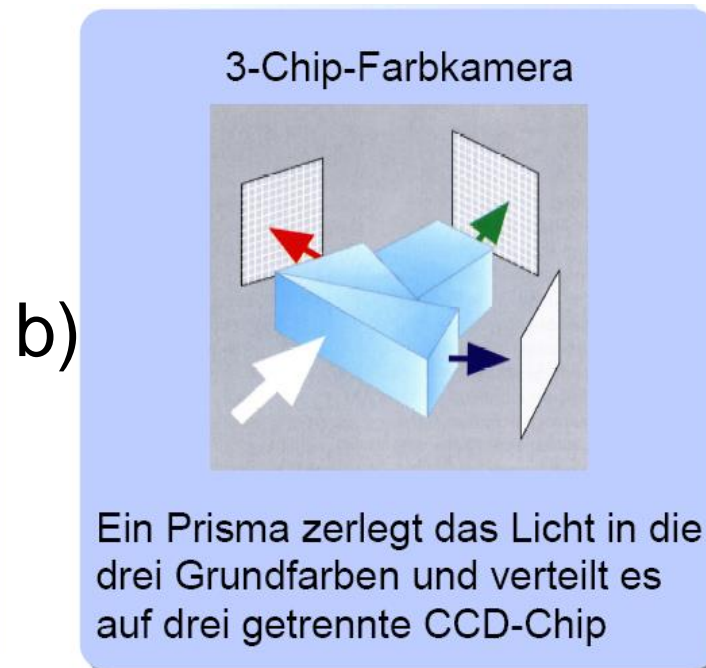 3-Chip-Farbkamera
b)
Ein Prisma zerlegt das Licht in die
drei Grundfarben und verteilt es
auf drei getrennte CCD-Chip